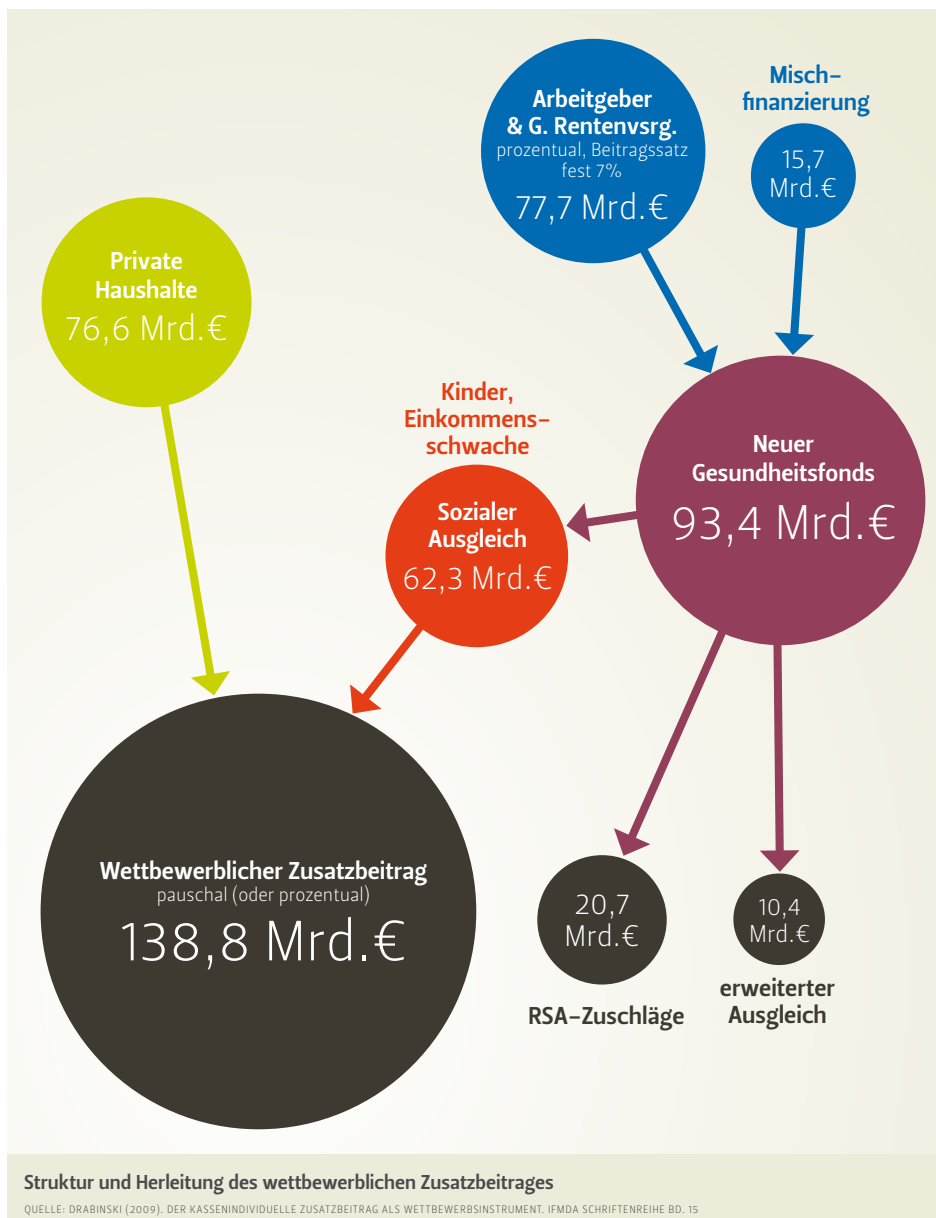 Arbeitgeber
& G. Rentenvsrg.
prozentual, Beitragssatz
fest 7%
77,7 Mrd.€
Misch–
finanzierung
15,7
Mrd.€
Private
Haushalte
76,6 Mrd.€
Kinder,
Einkommens–
schwache
Sozialer
Ausgleich
62,3 Mrd.€
Neuer
Gesundheitsfonds
93,4 Mrd.€
Wettbewerblicher Zusatzbeitrag
pauschal (oder prozentual)
138,8 Mrd.€
20,7
Mrd.€
RSA–Zuschläge
10,4
Mrd.€
erweiterter
Ausgleich
Struktur und Herleitung des wettbewerblichen Zusatzbeitrages
QUELLE: DRABINSKI (2009). DER KASSENINDIVIDUELLE ZUSATZBEITRAG ALS WETTBEWERBSINSTRUMENT. IFMDA SCHRIFTENREIHE BD. 15